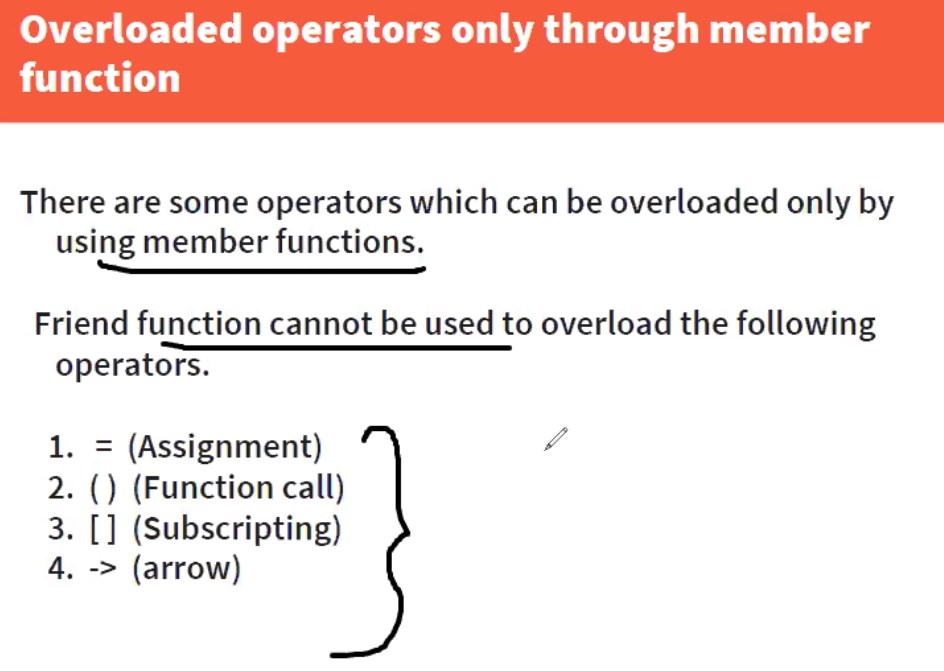 Overloaded operators only through member
function
There are some operators which can be overloaded only by
using member functions.
Friend function cannot be used to overload the following
operators.
1. = (Assignment)
2. ( ) (Function call)
3. [ ] (Subscripting)
4. -> (arrow)